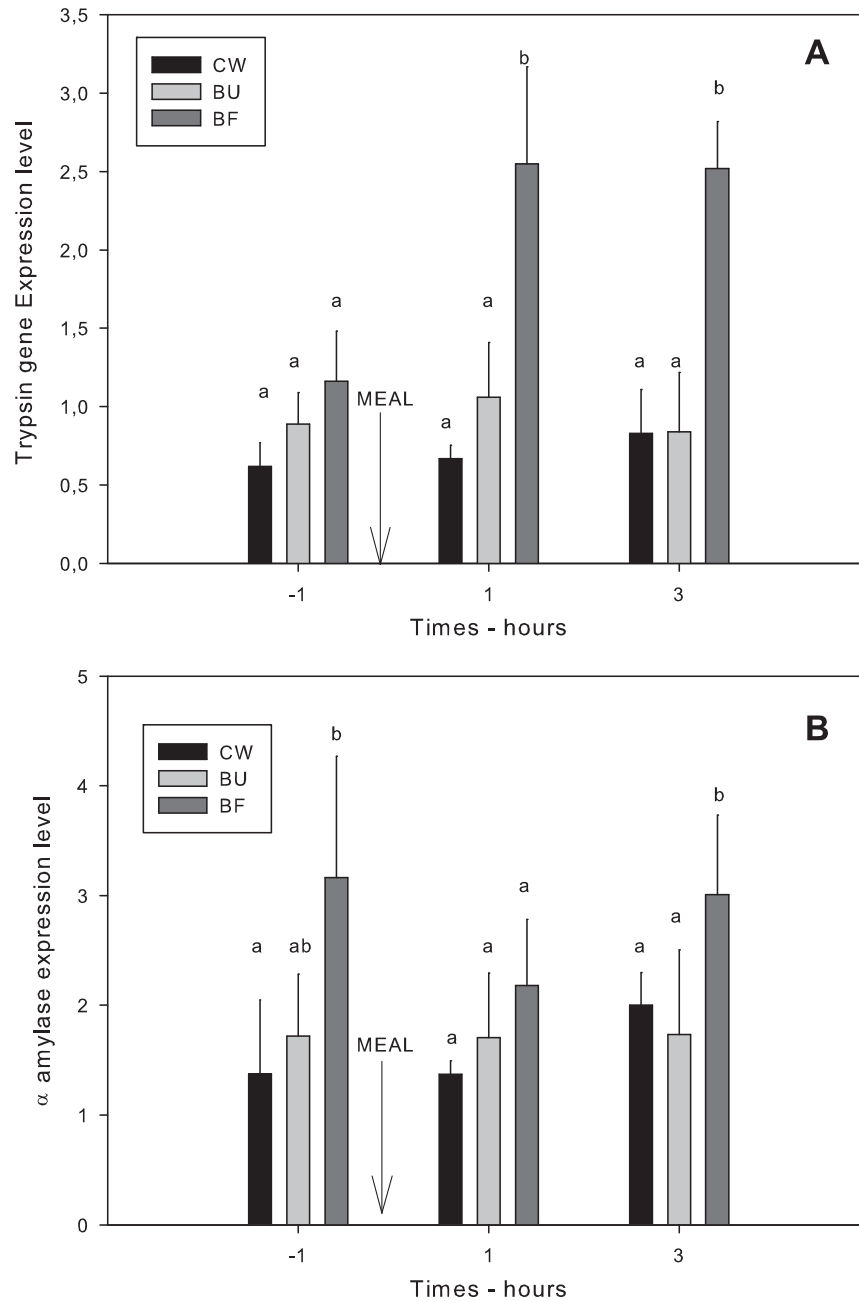 A
CW
BU
BF
Trypsin gene Expression level
3,5
3,0
2,5
2,0
1,5
1,0
0,5
0,0
a
a
a
MEAL
a
a
b
a
a
b
-1
1
3
Times - hours
B
CW
BU
BF
α amylase expression level
5
4
3
2
1
0
a
ab
b
MEAL
a
a
a
a
a
b
-1
1
3
Times - hours